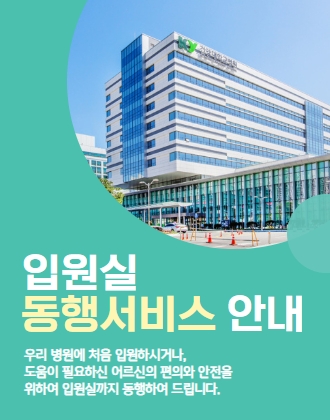 입원실
동행서비스 안내
우리 병원에 처음 입원하시거나,
도움이 필요하신 어르신의 편의와 안전을
위하여 입원실까지 동행하여 드립니다.